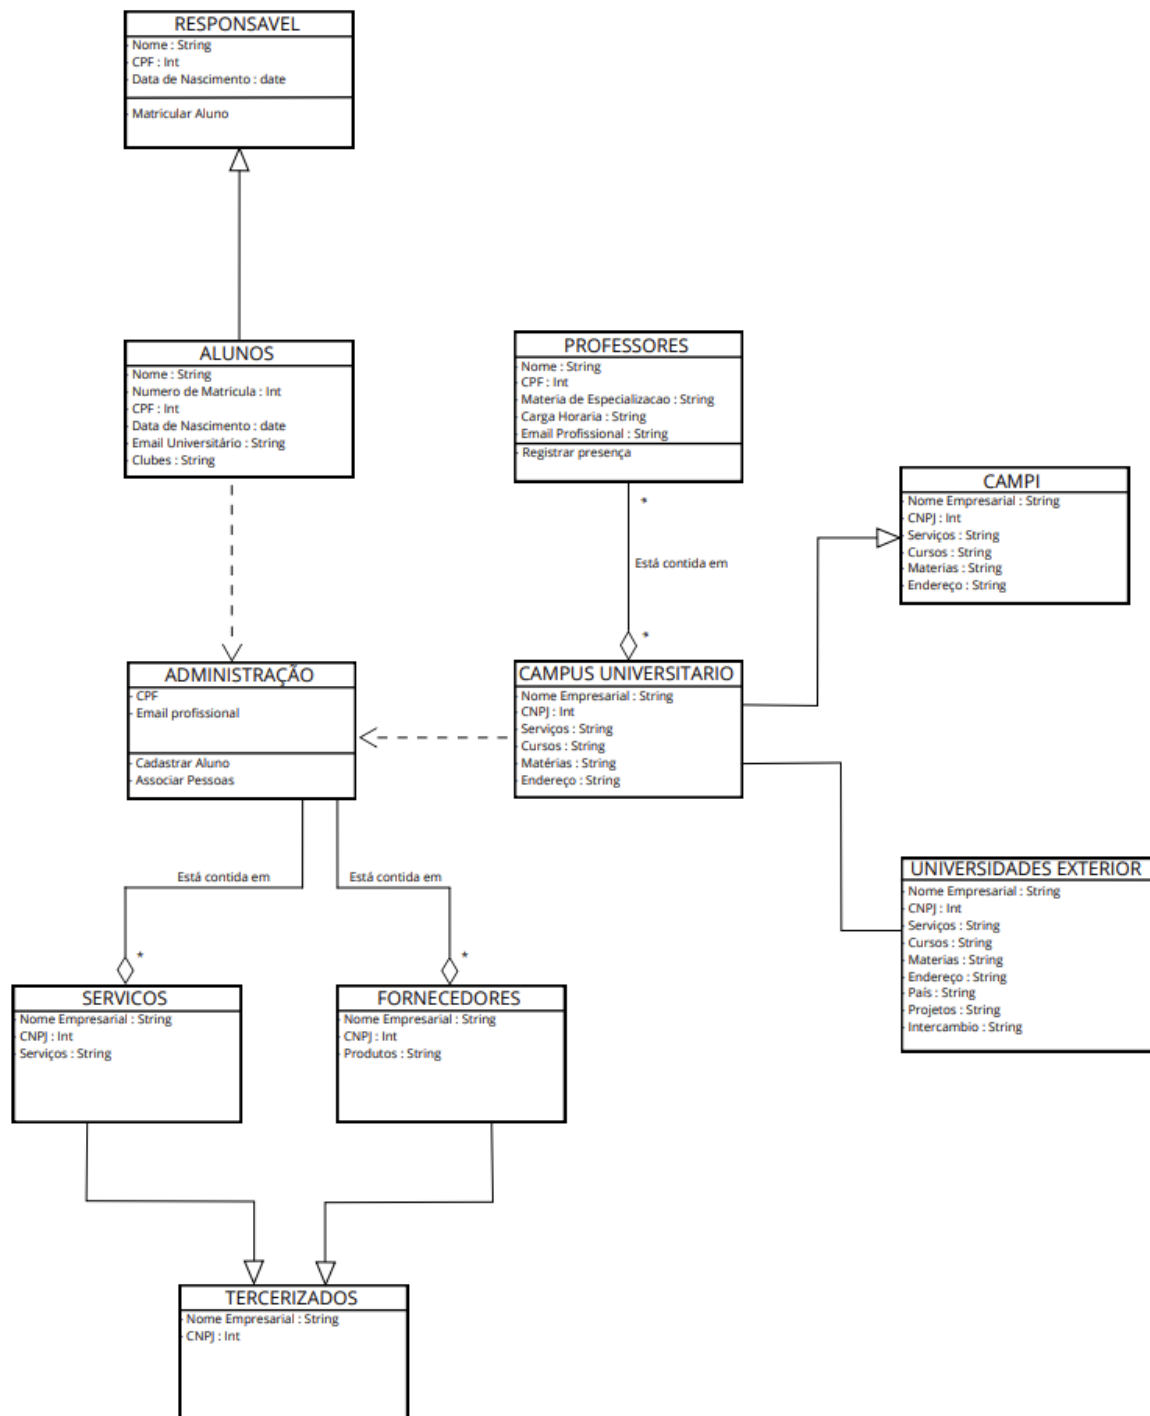 RESPONSAVEL
- Nome : String
- CPF : Int
- Data de Nascimento : date
- Matricular Aluno
ALUNOS
- Nome : String
- Numero de Matricula : Int
- CPF : Int
- Data de Nascimento : date
- Email Universitário : String
- Clubes : String
PROFESSORES
- Nome : String
- CPF : Int
- Materia de Especializacao : String
- Carga Horaria : String
- Email Profissional : String
- Registrar presença
*
Está contida em
*
CAMPI
- Nome Empresarial : String
- CNPJ : Int
- Serviços : String
- Cursos : String
- Materias : String
- Endereço : String
ADMINISTRAÇÃO
- CPF
- Email profissional
- Cadastrar Aluno
- Associar Pessoas
CAMPUS UNIVERSITARIO
- Nome Empresarial : String
- CNPJ : Int
- Serviços : String
- Cursos : String
- Matérias : String
- Endereço : String
UNIVERSIDADES EXTERIOR
- Nome Empresarial : String
- CNPJ : Int
- Serviços : String
- Cursos : String
- Materias : String
- Endereço : String
- País : String
- Projetos : String
- Intercambio : String
Está contida em
*
Está contida em
*
SERVICOS
- Nome Empresarial : String
- CNPJ : Int
- Serviços : String
FORNECEDORES
- Nome Empresarial : String
- CNPJ : Int
- Produtos : String
TERCERIZADOS
- Nome Empresarial : String
- CNPJ : Int